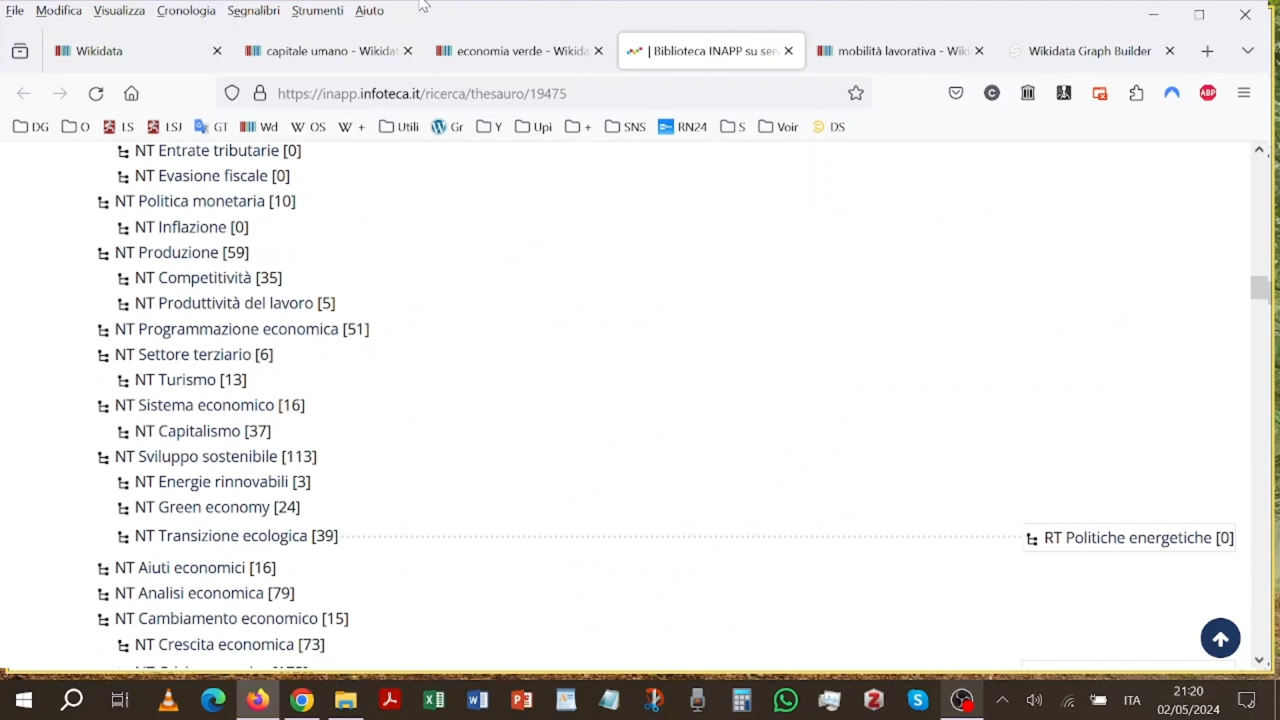 File Modifica Visualizza Cronologia Segnalibri Strumenti Aiuto
Wikidata capitale umano - Wikidat economia verde - Wikida | Biblioteca INAPP su ser mobilità lavorativa - Wiki Wikidata Graph Builder
https://inapp.infoteca.it/ricerca/thesauro/19475
DG O LS LSJ GT Wd OS + Utili Gr Y Upi + SNS RN24 S Voir DS
NT Entrate tributarie [0]
NT Evasione fiscale [0]
NT Politica monetaria [10]
NT Inflazione [0]
NT Produzione [59]
NT Competitività [35]
NT Produttività del lavoro [5]
NT Programmazione economica [51]
NT Settore terziario [6]
NT Turismo [13]
NT Sistema economico [16]
NT Capitalismo [37]
NT Sviluppo sostenibile [113]
NT Energie rinnovabili [3]
NT Green economy [24]
NT Transizione ecologica [39] RT Politiche energetiche [0]
NT Aiuti economici [16]
NT Analisi economica [79]
NT Cambiamento economico [15]
NT Crescita economica [73]
ITA
21:20
02/05/2024